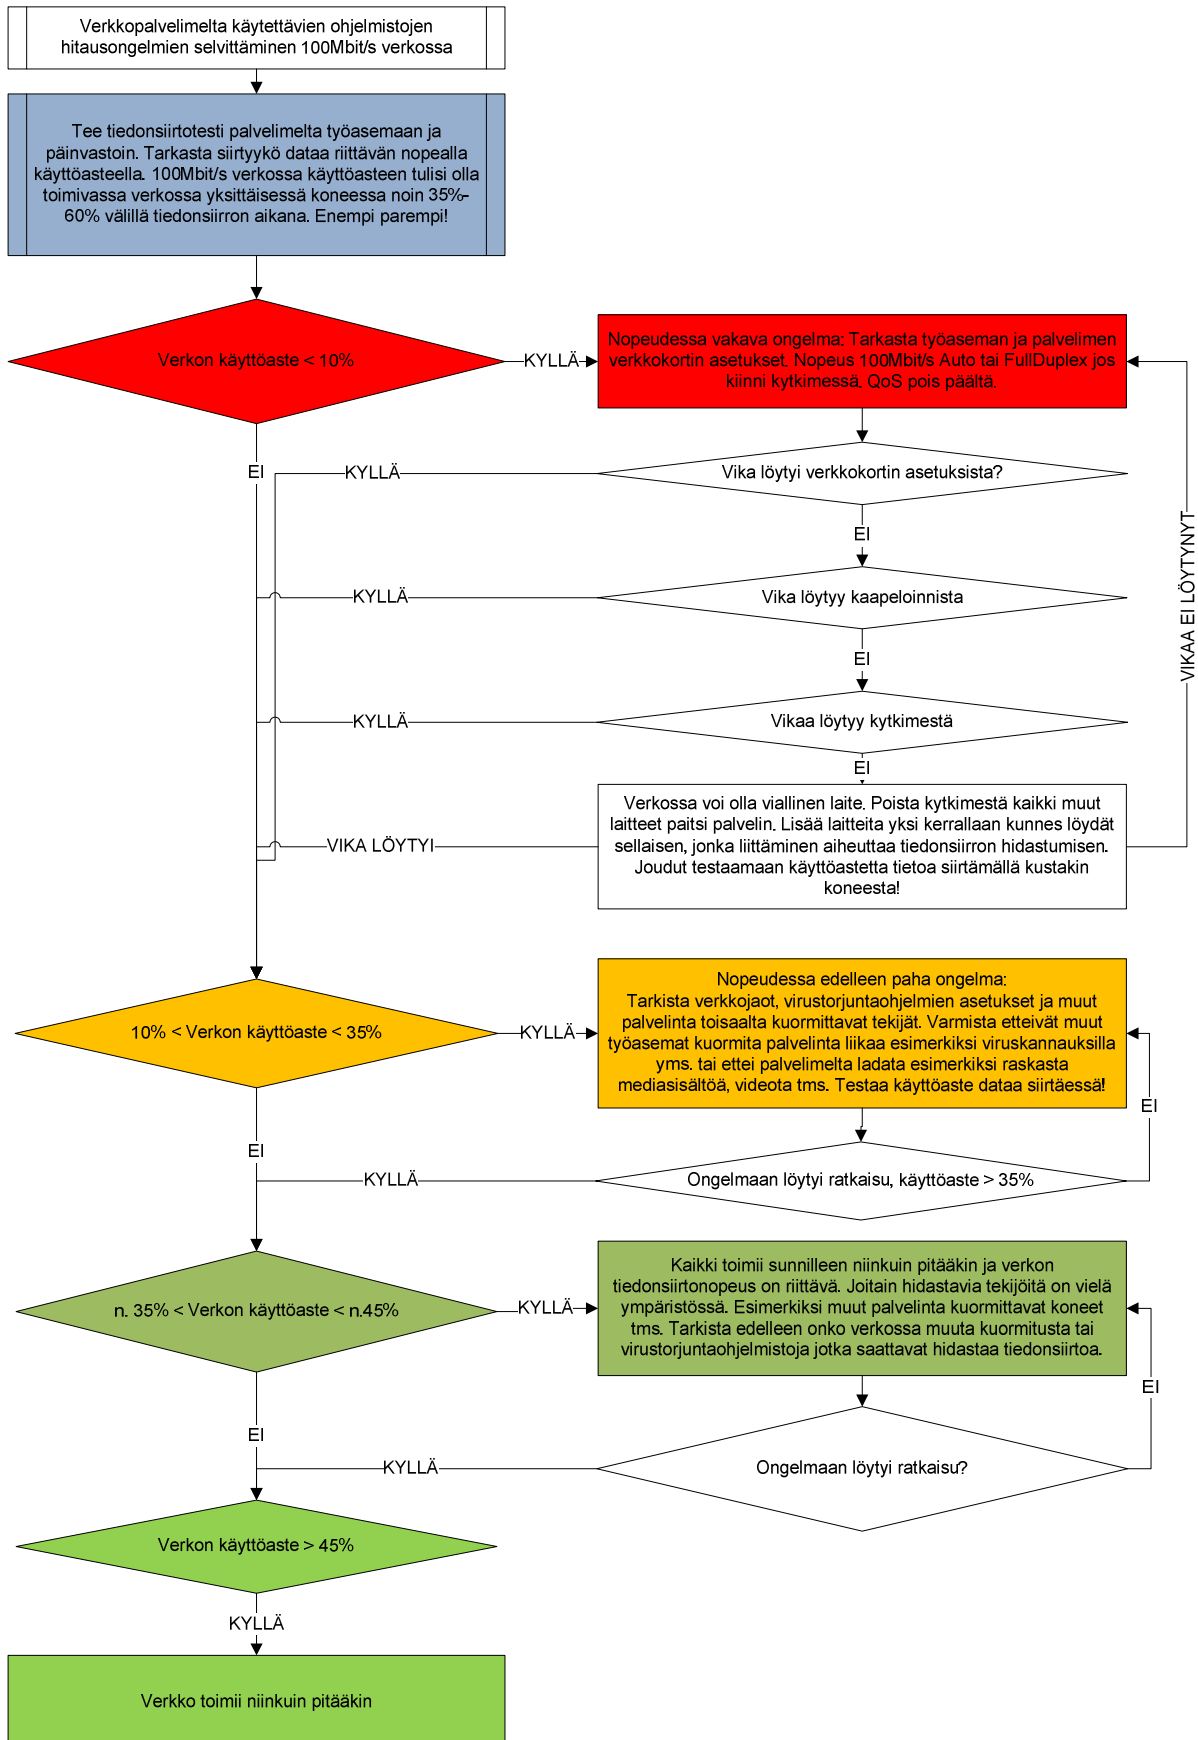 Verkkopalvelimelta käytettävien ohjelmistojen
hitausongelmien selvittäminen 100Mbit/s verkossa
Tee tiedonsiirtotesti palvelimelta työasemaan ja
päinvastoin. Tarkasta siirtyykö dataa riittävän nopealla
käyttöasteella. 100Mbit/s verkossa käyttöasteen tulisi olla
toimivassa verkossa yksittäisessä koneessa noin 35%-
60% välillä tiedonsiirron aikana. Enempi parempi!
Verkon käyttöaste < 10%
KYLLÄ
Nopeudessa vakava ongelma: Tarkasta työaseman ja palvelimen
verkkokortin asetukset. Nopeus 100Mbit/s Auto tai FullDuplex jos
kiinni kytkimessä. QoS pois päältä.
EI
KYLLÄ
Vika löytyi verkkokortin asetuksista?
EI
VIKAA EI LÖYTYNYT
KYLLÄ
Vika löytyy kaapeloinnista
EI
KYLLÄ
Vikaa löytyy kytkimestä
EI
VIKA LÖYTYI
Verkossa voi olla viallinen laite. Poista kytkimestä kaikki muut
laitteet paitsi palvelin. Lisää laitteita yksi kerrallaan kunnes löydät
sellaisen, jonka liittäminen aiheuttaa tiedonsiirron hidastumisen.
Joudut testaamaan käyttöastetta tietoa siirtämällä kustakin
koneesta!
10% < Verkon käyttöaste < 35%
KYLLÄ
Nopeudessa edelleen paha ongelma:
Tarkista verkkojaot, virustorjuntaohjelmien asetukset ja muut
palvelinta toisaalta kuormittavat tekijät. Varmista etteivät muut
työasemat kuormita palvelinta liikaa esimerkiksi viruskannauksilla
yms. tai ettei palvelimelta ladata esimerkiksi raskasta
mediasisältöä, videota tms. Testaa käyttöaste dataa siirtäessä!
EI
EI
KYLLÄ
Ongelmaan löytyi ratkaisu, käyttöaste > 35%
n. 35% < Verkon käyttöaste < n.45%
KYLLÄ
Kaikki toimii sunnilleen niinkuin pitääkin ja verkon
tiedonsiirtonopeus on riittävä. Joitain hidastavia tekijöitä on vielä
ympäristössä. Esimerkiksi muut palvelinta kuormittavat koneet
tms. Tarkista edelleen onko verkossa muuta kuormitusta tai
virustorjuntaohjelmistoja jotka saattavat hidastaa tiedonsiirtoa.
EI
EI
KYLLÄ
Ongelmaan löytyi ratkaisu?
Verkon käyttöaste > 45%
KYLLÄ
Verkko toimii niinkuin pitääkin